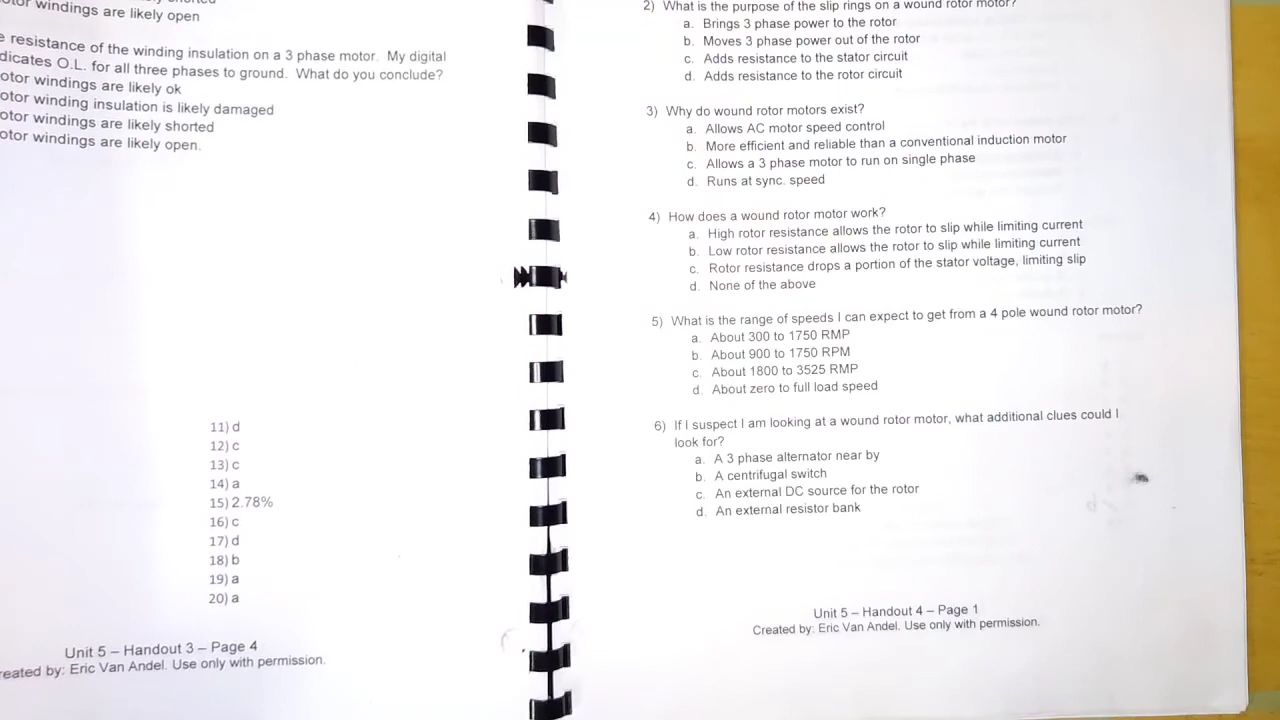 windings are likely open
resistance of the winding insulation on a 3 phase motor. My digital
dicates O.L. for all three phases to ground. What do you conclude?
otor windings are likely ok
otor winding insulation is likely damaged
otor windings are likely shorted
otor windings are likely open.
11) d
12) c
13) c
14) a
15) 2.78%
16) c
17) d
18) b
19) a
20) a
Unit 5 – Handout 3 – Page 4
reated by: Eric Van Andel. Use only with permission.
2) What is the purpose of the slip rings on a wound rotor motor?
a. Brings 3 phase power to the rotor
b. Moves 3 phase power out of the rotor
c. Adds resistance to the stator circuit
d. Adds resistance to the rotor circuit
3) Why do wound rotor motors exist?
a. Allows AC motor speed control
b. More efficient and reliable than a conventional induction motor
c. Allows a 3 phase motor to run on single phase
d. Runs at sync. speed
4) How does a wound rotor motor work?
a. High rotor resistance allows the rotor to slip while limiting current
b. Low rotor resistance allows the rotor to slip while limiting current
c. Rotor resistance drops a portion of the stator voltage, limiting slip
d. None of the above
5) What is the range of speeds I can expect to get from a 4 pole wound rotor motor?
a. About 300 to 1750 RMP
b. About 900 to 1750 RPM
c. About 1800 to 3525 RMP
d. About zero to full load speed
6) If I suspect I am looking at a wound rotor motor, what additional clues could I
look for?
a. A 3 phase alternator near by
b. A centrifugal switch
c. An external DC source for the rotor
d. An external resistor bank
Unit 5 – Handout 4 – Page 1
Created by: Eric Van Andel. Use only with permission.